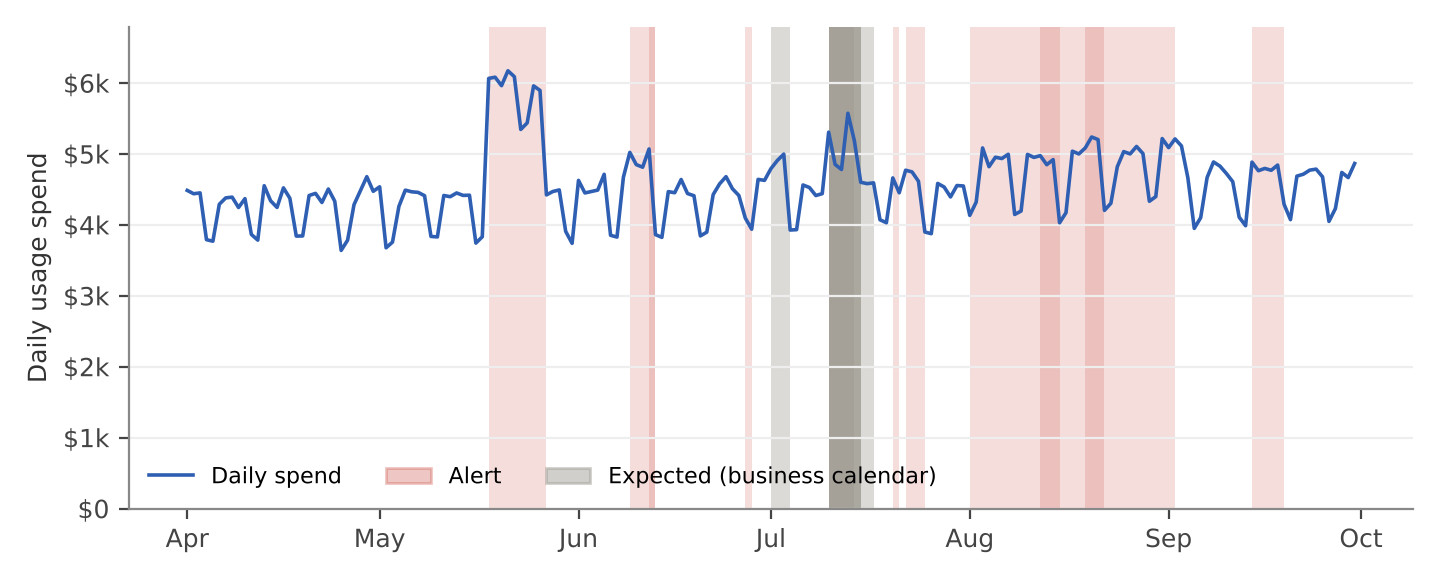 Daily usage spend
$6k
$5k
$4k
$3k
$2k
$1k
$0
Daily spend
Alert
Expected (business calendar)
Apr
May
Jun
Jul
Aug
Sep
Oct